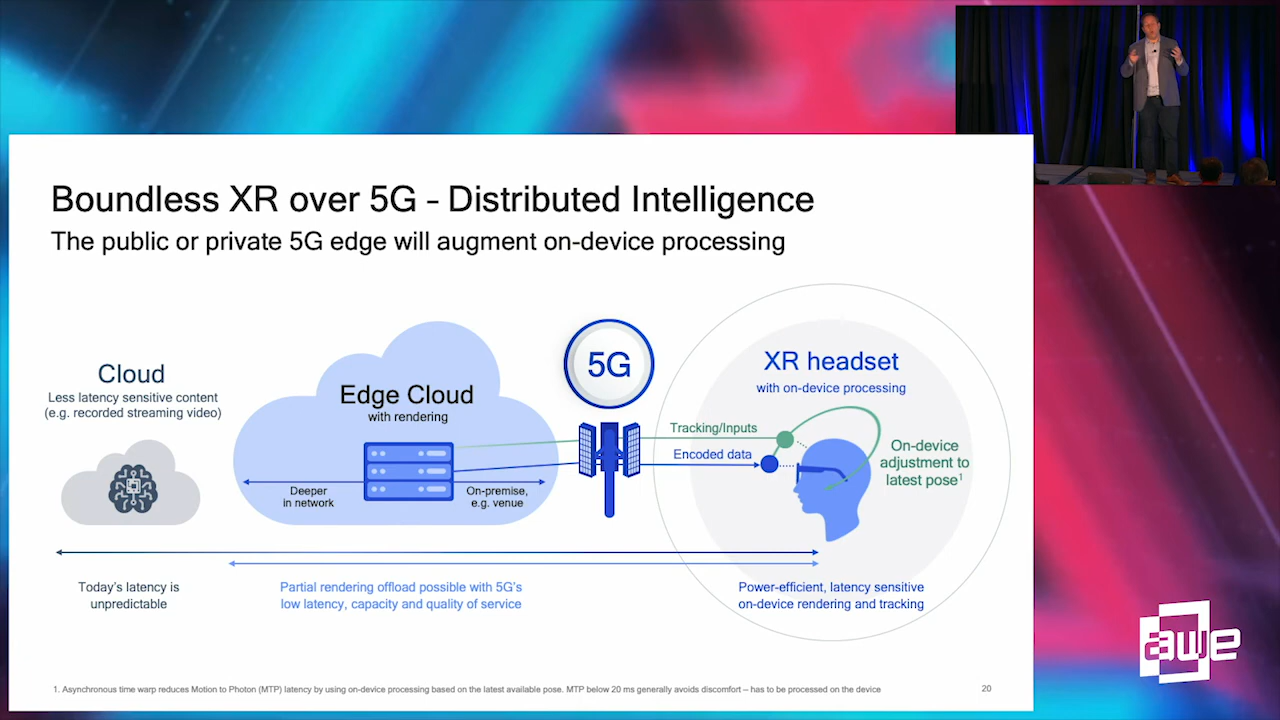 Boundless XR over 5G - Distributed Intelligence
The public or private 5G edge will augment on-device processing
Cloud
Less latency sensitive content
(e.g. recorded streaming video)
Edge Cloud
with rendering
Deeper
in network
On-premise,
e.g. venue
5G
Tracking/Inputs
Encoded data
XR headset
with on-device processing
On-device
adjustment to
latest pose1
Today's latency is
unpredictable
Partial rendering offload possible with 5G's
low latency, capacity and quality of service
Power-efficient, latency sensitive
on-device rendering and tracking
1. Asynchronous time warp reduces Motion to Photon (MTP) latency by using on-device processing based on the latest available pose. MTP below 20 ms generally avoids discomfort – has to be processed on the device
20
awe